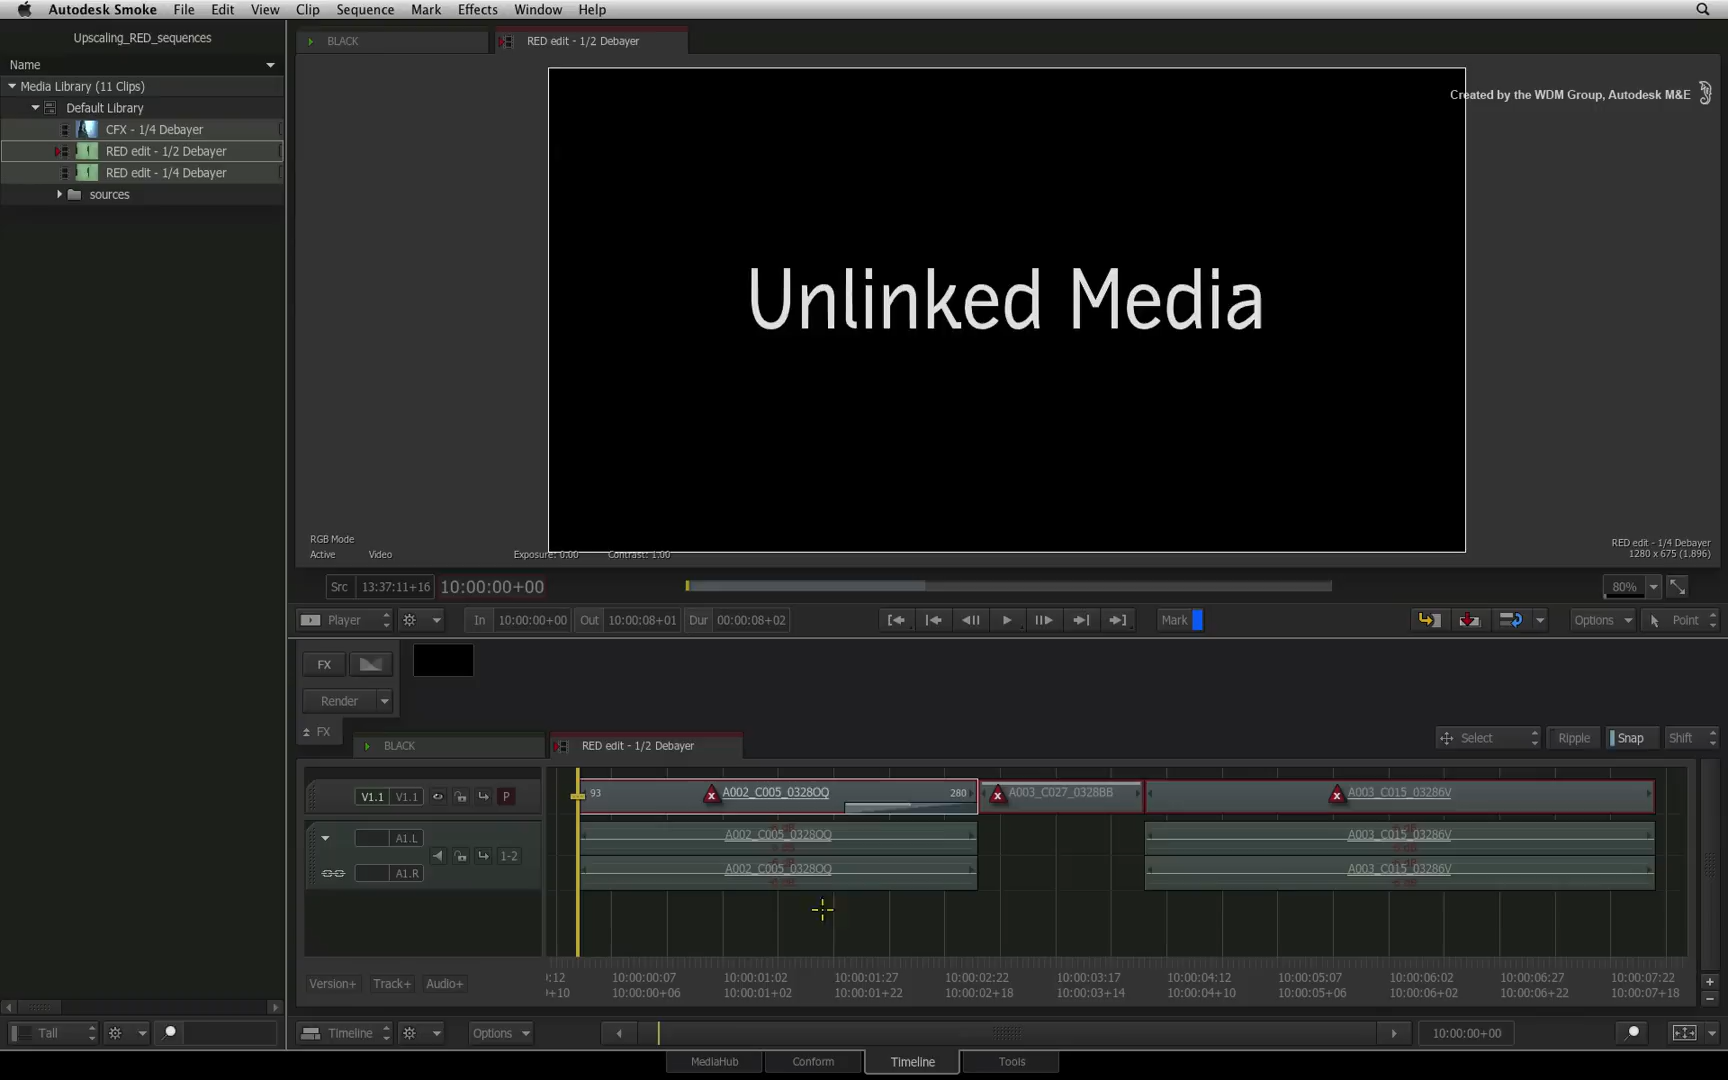 Autodesk Smoke File Edit View Clip Sequence Mark Effects Window Help
Upscaling_RED_sequences
Name
Media Library (11 Clips)
Default Library
CFX - 1/4 Debayer
RED edit - 1/2 Debayer
RED edit - 1/4 Debayer
sources
BLACK
RED edit - 1/2 Debayer
Created by the WDM Group, Autodesk M&E
Unlinked Media
RGB Mode
Active Video Exposure: 0.00 Contrast: 1.00
RED edit - 1/4 Debayer
1280 x 675 (1.896)
Src 13:37:11+16 10:00:00+00 80%
Player In 10:00:00+00 Out 10:00:08+01 Dur 00:00:08+02 Mark Options Point
FX
Render
FX
BLACK
RED edit - 1/2 Debayer
Select Ripple Snap Shift
V1.1 V1.1 P 93 A002_C005_0328OQ 280 A003_C027_0328BB A003_C015_03286V
A1.L A002_C005_0328OQ A003_C015_03286V
1-2
A1.R A002_C005_0328OQ A003_C015_03286V
Version+ Track+ Audio+
:12 10:00:00:07 10:00:01:02 10:00:01:27 10:00:02:22 10:00:03:17 10:00:04:12 10:00:05:07 10:00:06:02 10:00:06:27 10:00:07:22
+10 10:00:00+06 10:00:01+02 10:00:01+22 10:00:02+18 10:00:03+14 10:00:04+10 10:00:05+06 10:00:06+02 10:00:06+22 10:00:07+18
Tall Timeline Options 10:00:00+00
MediaHub Conform Timeline Tools